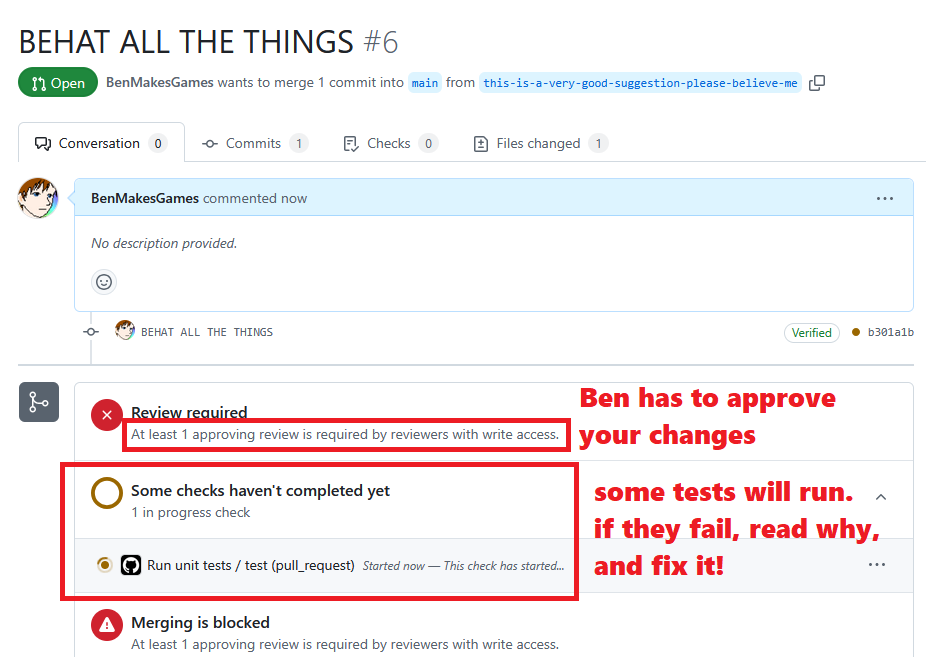 BEHAT ALL THE THINGS #6
Open BenMakesGames wants to merge 1 commit into main from this-is-a-very-good-suggestion-please-believe-me
Conversation 0 Commits 1 Checks 0 Files changed 1
BenMakesGames commented now ...
No description provided.
BEHAT ALL THE THINGS Verified b301a1b
Review required
At least 1 approving review is required by reviewers with write access.
Ben has to approve
your changes
Some checks haven't completed yet
1 in progress check
Run unit tests / test (pull_request) Started now — This check has started...
some tests will run.
if they fail, read why,
and fix it!
Merging is blocked
At least 1 approving review is required by reviewers with write access.